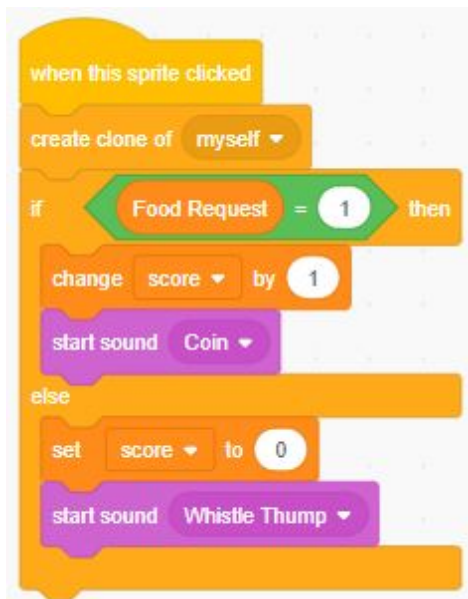 when this sprite clicked
create clone of myself
if Food Request = 1 then
change score by 1
start sound Coin
else
set score to 0
start sound Whistle Thump